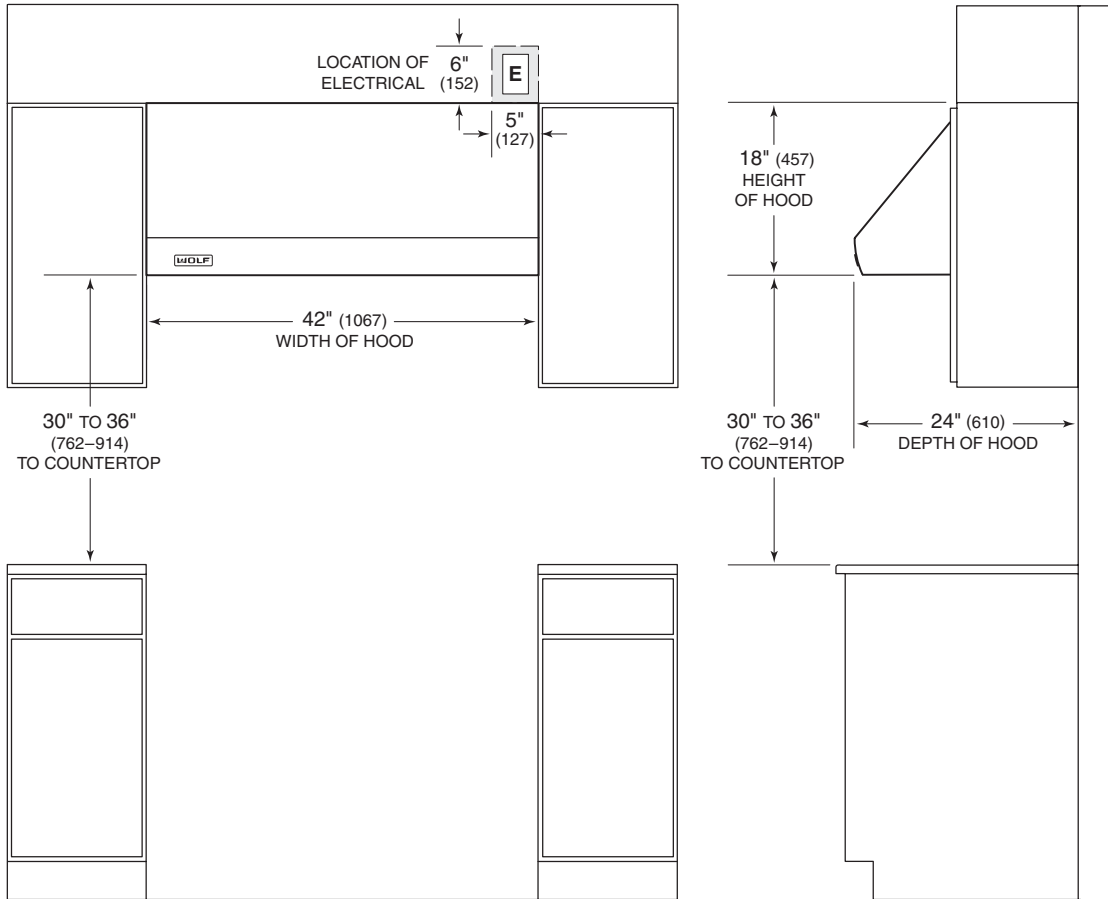 LOCATION OF
ELECTRICAL
6"
(152)
E
5"
(127)
18" (457)
HEIGHT
OF HOOD
WOLF
42" (1067)
WIDTH OF HOOD
30" TO 36"
(762–914)
TO COUNTERTOP
30" TO 36"
(762–914)
TO COUNTERTOP
24" (610)
DEPTH OF HOOD